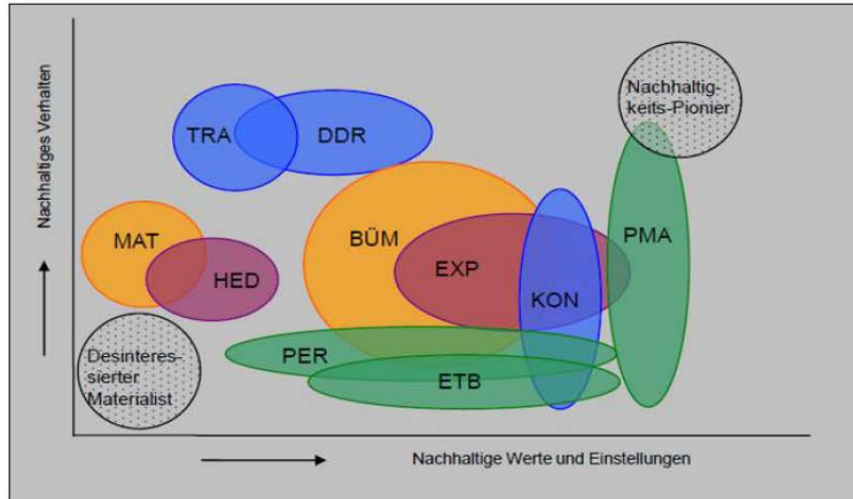 Nachhaltiges Verhalten
Nachhaltig-
keits-Pionier
TRA
DDR
MAT
HED
BÜM
EXP
KON
PMA
PER
ETB
Desinteres-
sierter
Materialist
Nachhaltige Werte und Einstellungen